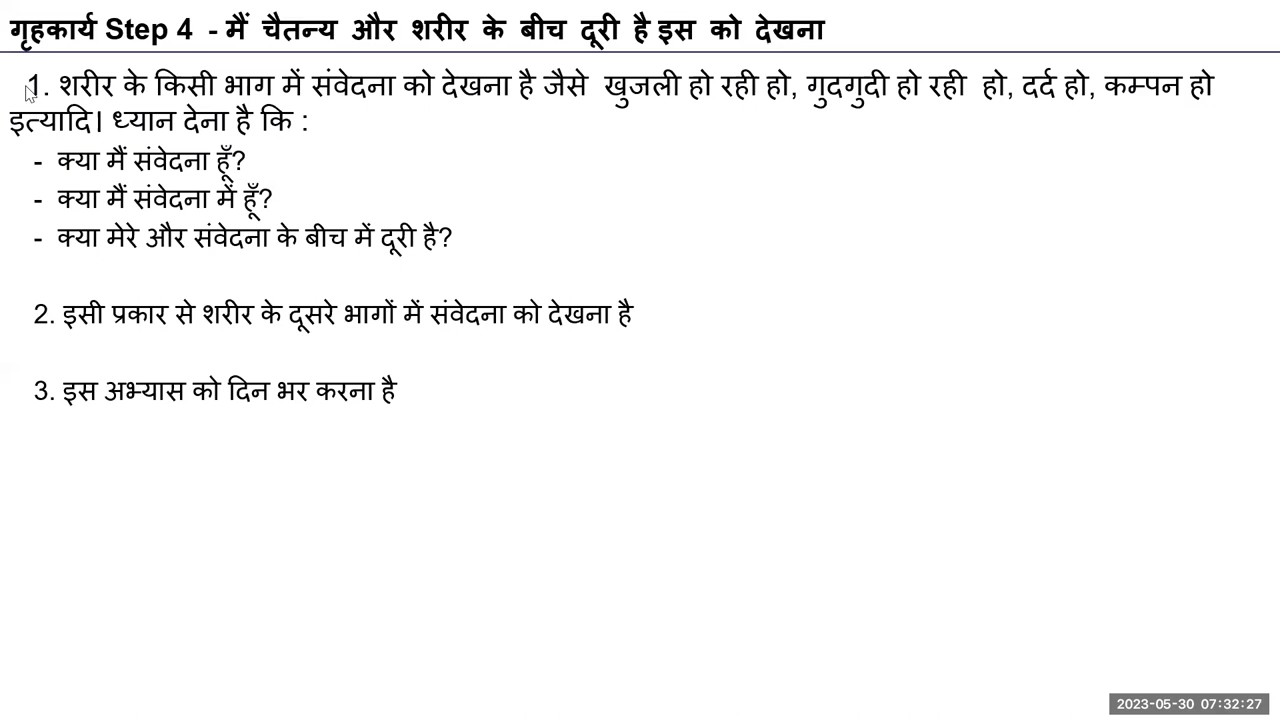 गृहकार्य Step 4 - मैं चैतन्य और शरीर के बीच दूरी है इस को देखना
1. शरीर के किसी भाग में संवेदना को देखना है जैसे खुजली हो रही हो, गुदगुदी हो रही हो, दर्द हो, कम्पन हो
इत्यादि। ध्यान देना है कि :
- क्या मैं संवेदना हूँ?
- क्या मैं संवेदना में हूँ?
- क्या मेरे और संवेदना के बीच में दूरी है?
2. इसी प्रकार से शरीर के दूसरे भागों में संवेदना को देखना है
3. इस अभ्यास को दिन भर करना है
2023-05-30 07:32:27